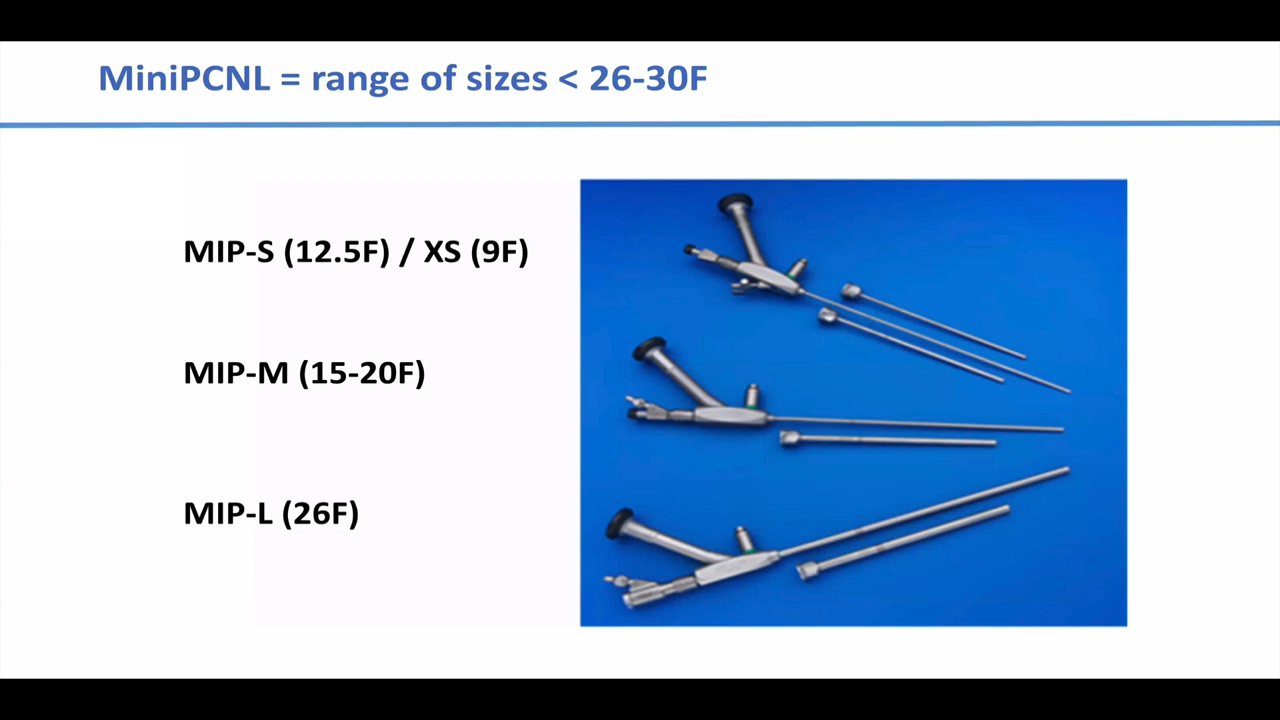 MiniPCNL = range of sizes < 26-30F
MIP-S (12.5F) / XS (9F)
MIP-M (15-20F)
MIP-L (26F)